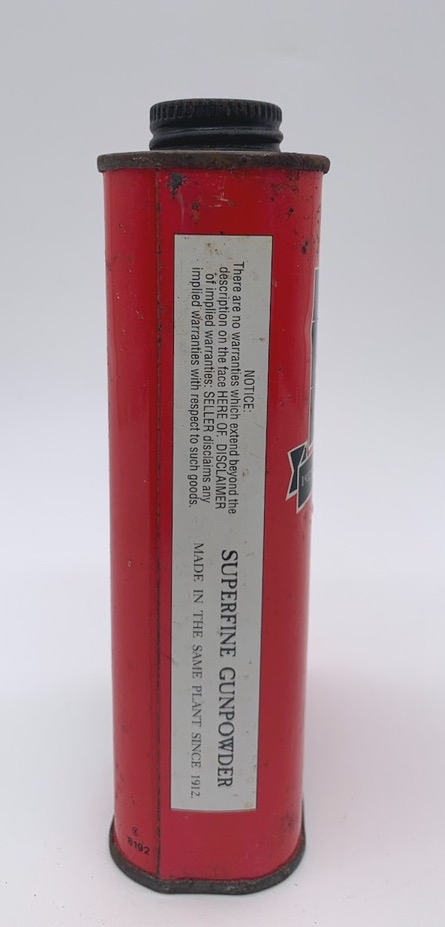 NOTICE:
There are no warranties which extend beyond the
description on the face HERE OF. DISCLAIMER
of implied warranties: SELLER disclaims any
implied warranties with respect to such goods.
SUPERFINE GUNPOWDER
MADE IN THE SAME PLANT SINCE 1912.
8192